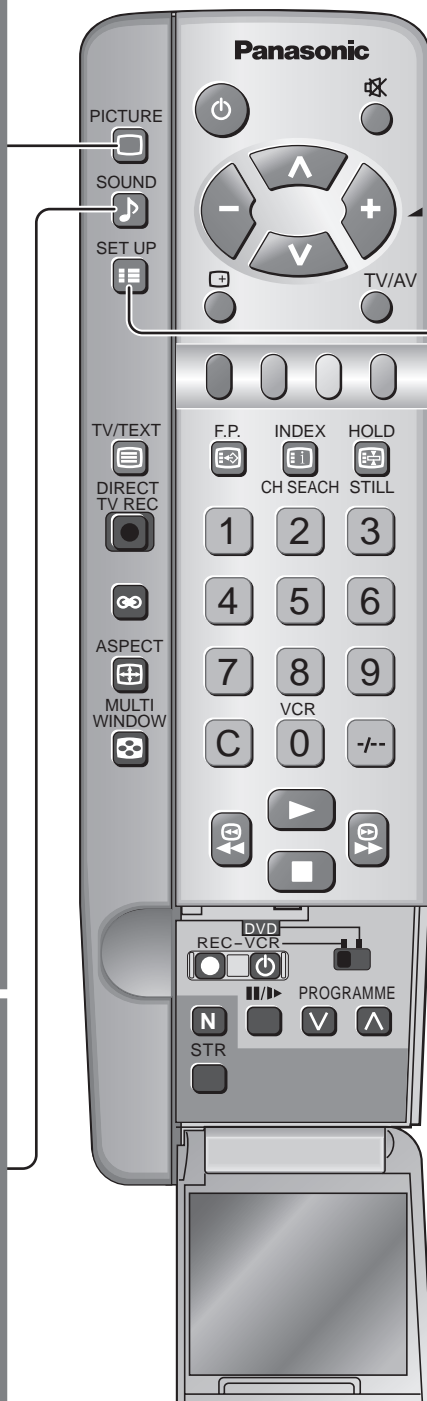 Panasonic
PICTURE
SOUND
SET UP
TV/AV
TV/TEXT
F.P. INDEX HOLD
CH SEACH STILL
DIRECT
TV REC
1 2 3
4 5 6
ASPECT
7 8 9
MULTI
WINDOW
VCR
C 0 -/--
DVD
REC VCR
PROGRAMME
N
STR